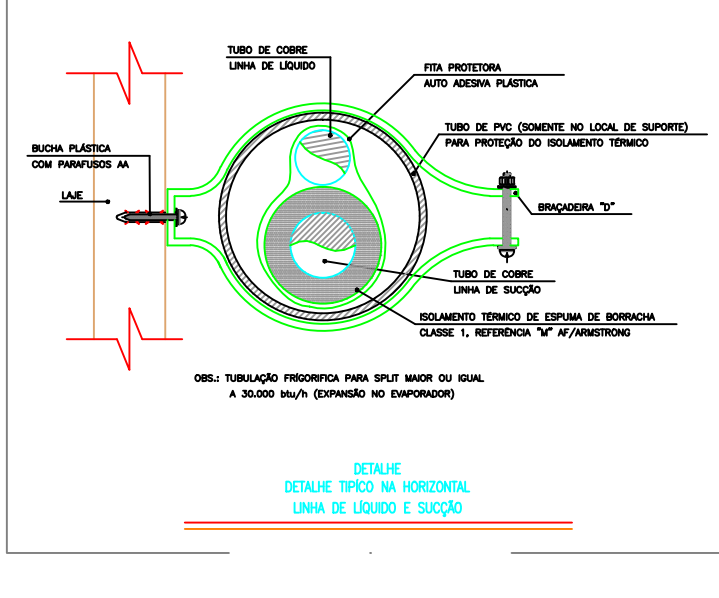 TUBO DE COBRE
LINHA DE LÍQUIDO
FITA PROTETORA
AUTO ADESIVA PLÁSTICA
TUBO DE PVC (SOMENTE NO LOCAL DE SUPORTE)
PARA PROTEÇÃO DO ISOLAMENTO TÉRMICO
BUCHA PLÁSTICA
COM PARAFUSOS AA
LAJE
BRAÇADEIRA "D"
TUBO DE COBRE
LINHA DE SUCÇÃO
ISOLAMENTO TÉRMICO DE ESPUMA DE BORRACHA
CLASSE 1, REFERÊNCIA "M" AF/ARMSTRONG
OBS.: TUBULAÇÃO FRÍGORIFICA PARA SPLIT MAIOR OU IGUAL
A 30.000 btu/h (EXPANSÃO NO EVAPORADOR)
DETALHE
DETALHE TIPÍCO NA HORIZONTAL
LINHA DE LÍQUIDO E SUCÇÃO